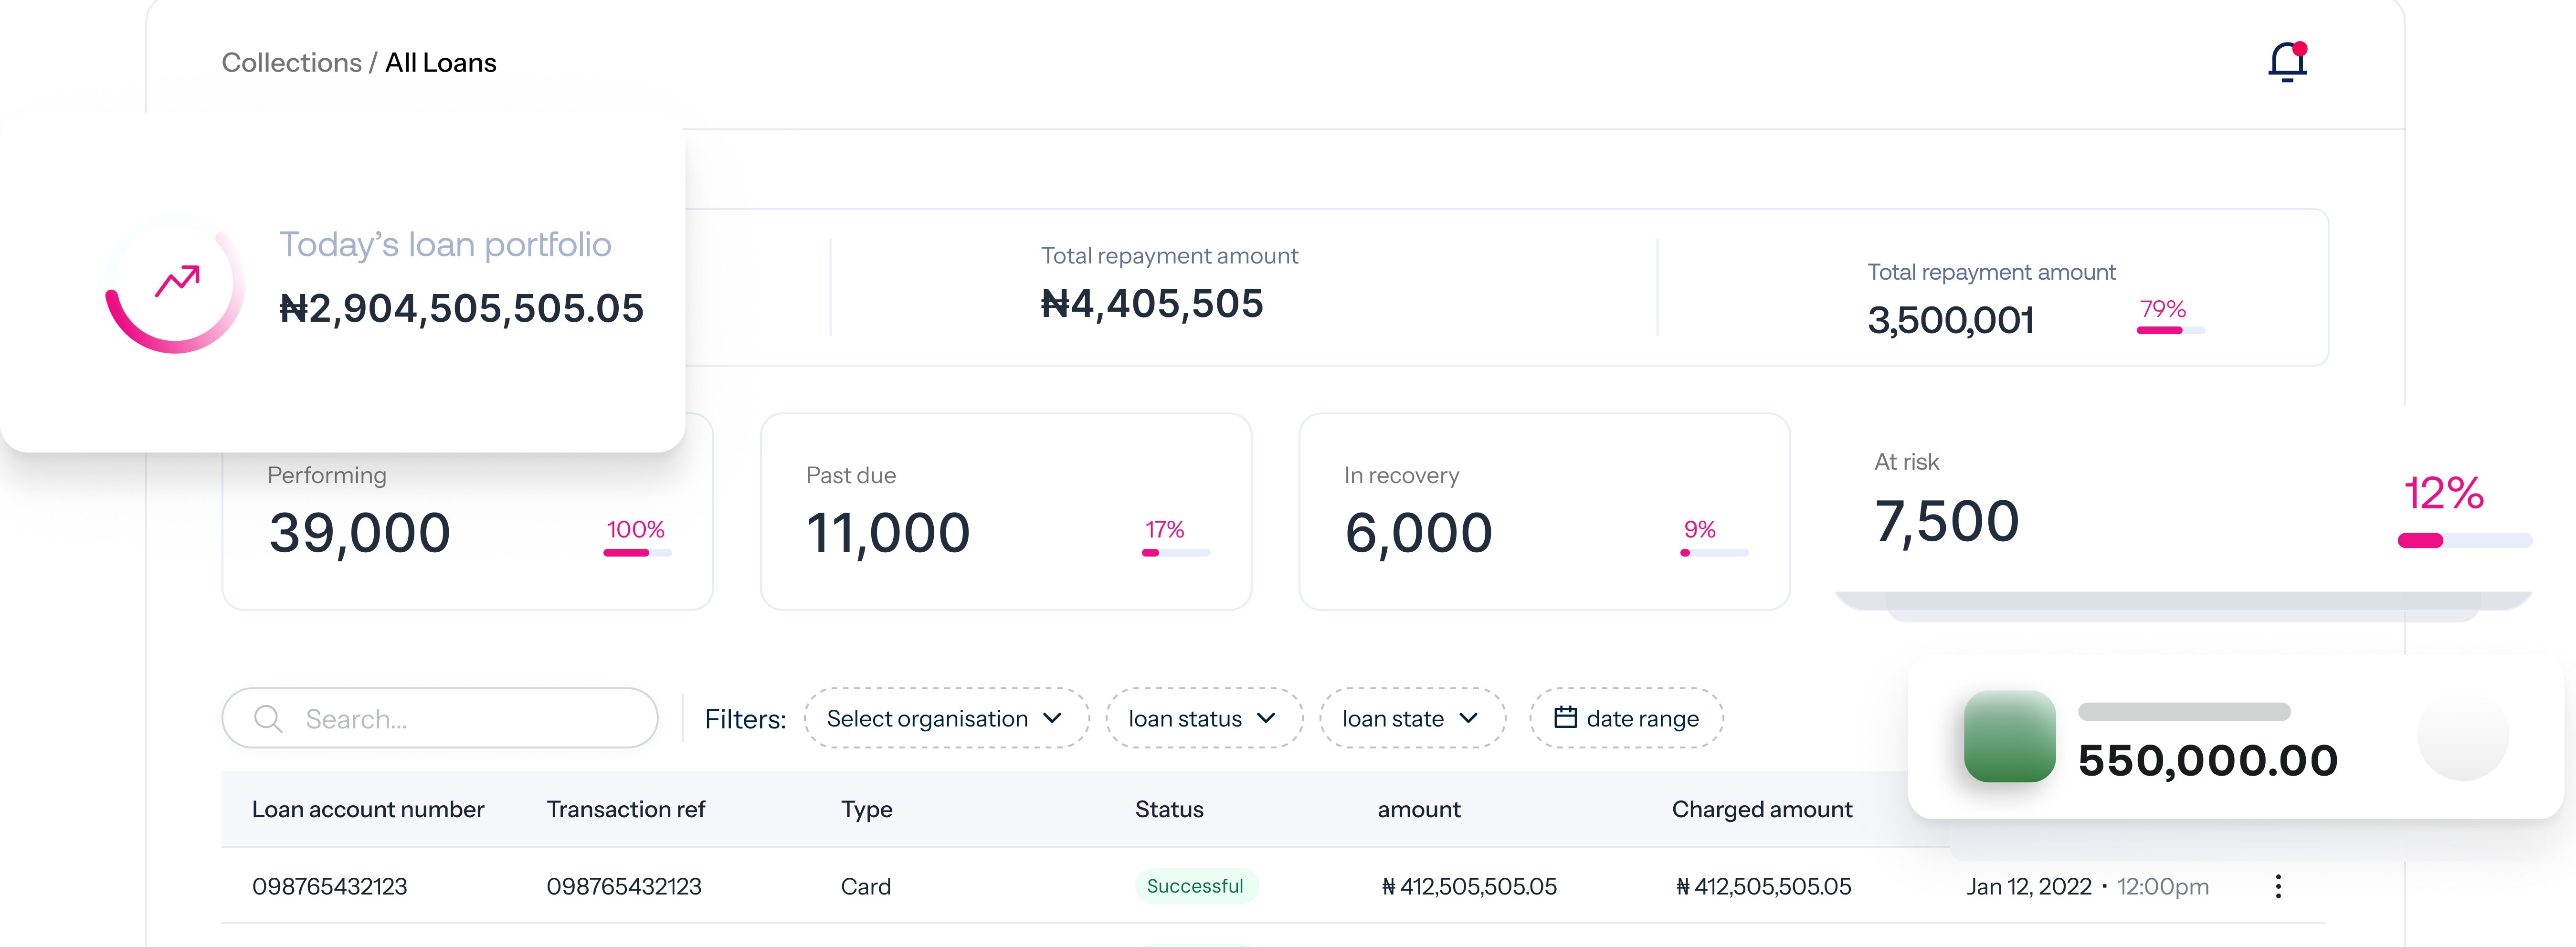 Collections / All Loans
Today’s loan portfolio
₦2,904,505,505.05
Total repayment amount
₦4,405,505
Total repayment amount
3,500,001
79%
Performing
39,000
100%
Past due
11,000
17%
In recovery
6,000
9%
At risk
7,500
12%
Search...
Filters:
Select organisation
loan status
loan state
date range
550,000.00
Loan account number Transaction ref Type Status amount Charged amount
098765432123 098765432123 Card Successful ₦ 412,505,505.05 ₦ 412,505,505.05 Jan 12, 2022 · 12:00pm